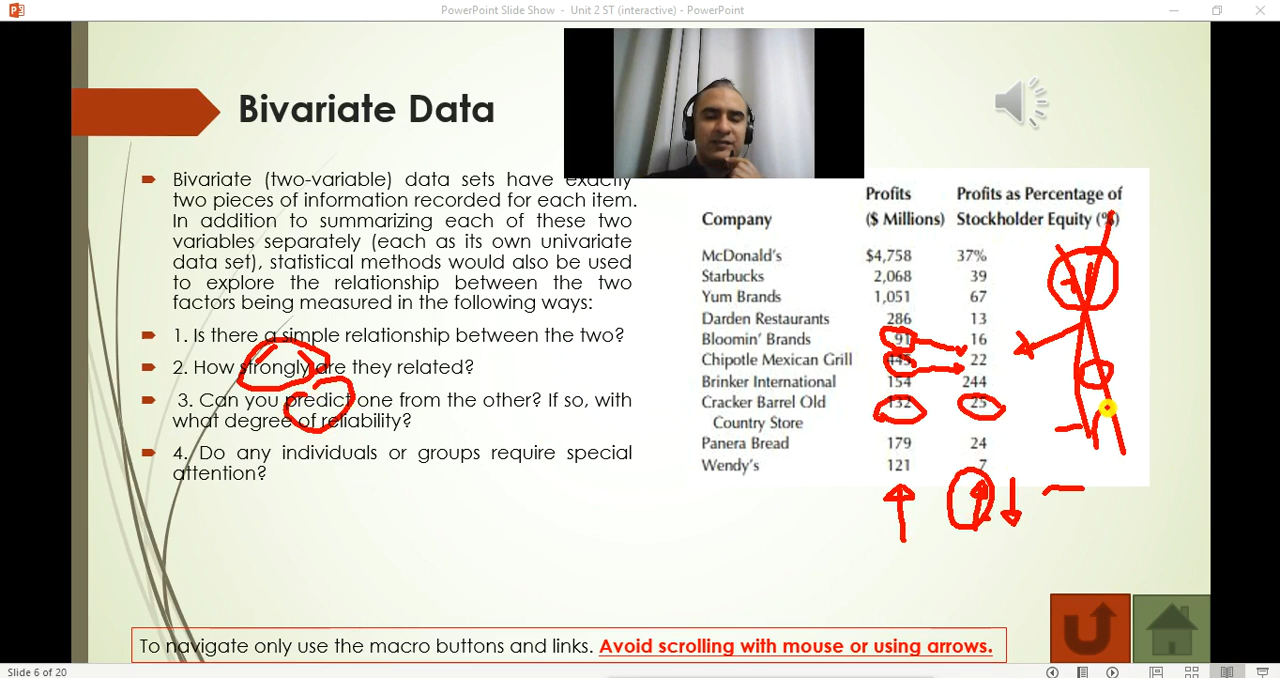 PowerPoint Slide Show - Unit 2 ST (interactive) - PowerPoint
Bivariate Data
Bivariate (two-variable) data sets have exactly
two pieces of information recorded for each item.
In addition to summarizing each of these two
variables separately (each as its own univariate
data set), statistical methods would also be used
to explore the relationship between the two
factors being measured in the following ways:
1. Is there a simple relationship between the two?
2. How strongly are they related?
3. Can you predict one from the other? If so, with
what degree of reliability?
4. Do any individuals or groups require special
attention?
Profits Profits as Percentage of
Company ($ Millions) Stockholder Equity (%)
McDonald's $4,758 37%
Starbucks 2,068 39
Yum Brands 1,051 67
Darden Restaurants 286 13
Bloomin' Brands 91 16
Chipotle Mexican Grill 445 22
Brinker International 154 244
Cracker Barrel Old 132 25
Country Store
Panera Bread 179 24
Wendy's 121 7
To navigate only use the macro buttons and links. Avoid scrolling with mouse or using arrows.
Slide 6 of 20